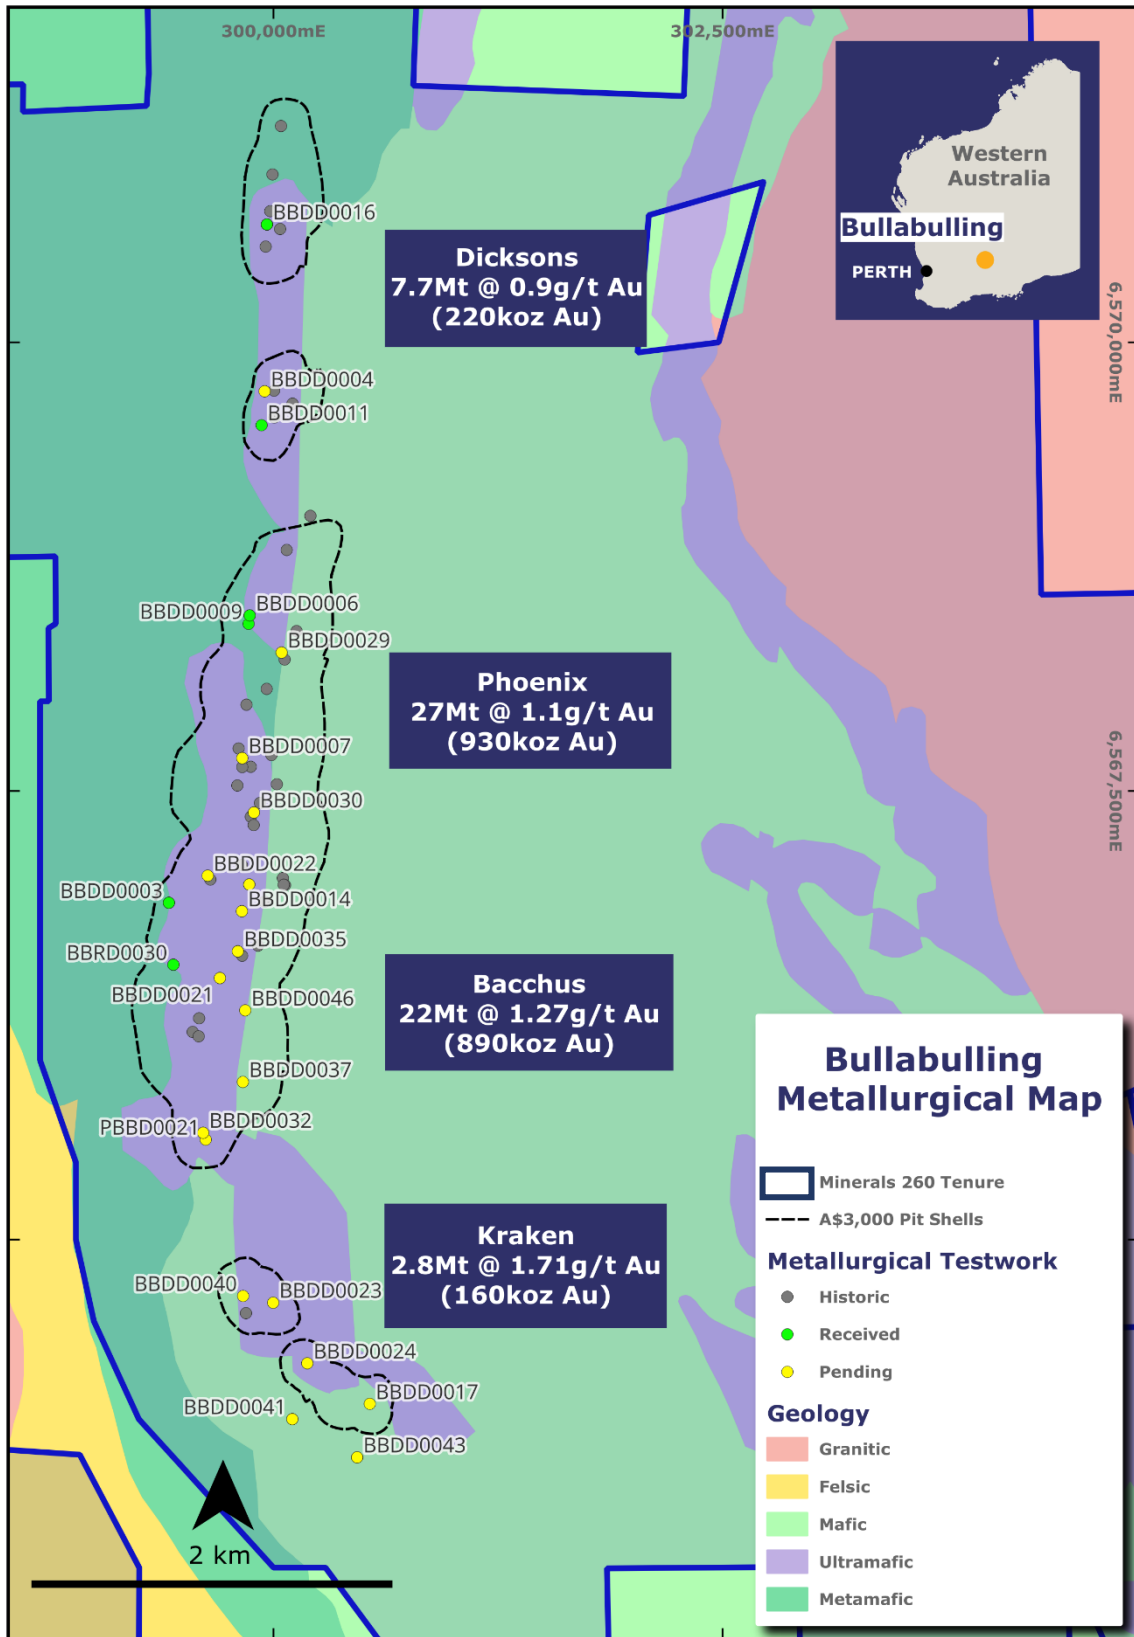 300,000mE
302,500mE
Western
Australia
Bullabulling
PERTH
6,570,000mE
6,567,500mE
BBDD0016
Dicksons
7.7Mt @ 0.9g/t Au
(220koz Au)
BBDD0004
BBDD0011
BBDD0006
BBDD0009
BBDD0029
Phoenix
27Mt @ 1.1g/t Au
(930koz Au)
BBDD0007
BBDD0030
BBDD0022
BBDD0003
BBDD0014
BBDD0035
BBRD0030
BBDD0021
BBDD0046
Bacchus
22Mt @ 1.27g/t Au
(890koz Au)
BBDD0037
PBBD0021
BBDD0032
Kraken
2.8Mt @ 1.71g/t Au
(160koz Au)
BBDD0040
BBDD0023
BBDD0024
BBDD0017
BBDD0041
BBDD0043
2 km
Bullabulling
Metallurgical Map
Minerals 260 Tenure
A$3,000 Pit Shells
Metallurgical Testwork
Historic
Received
Pending
Geology
Granitic
Felsic
Mafic
Ultramafic
Metamafic